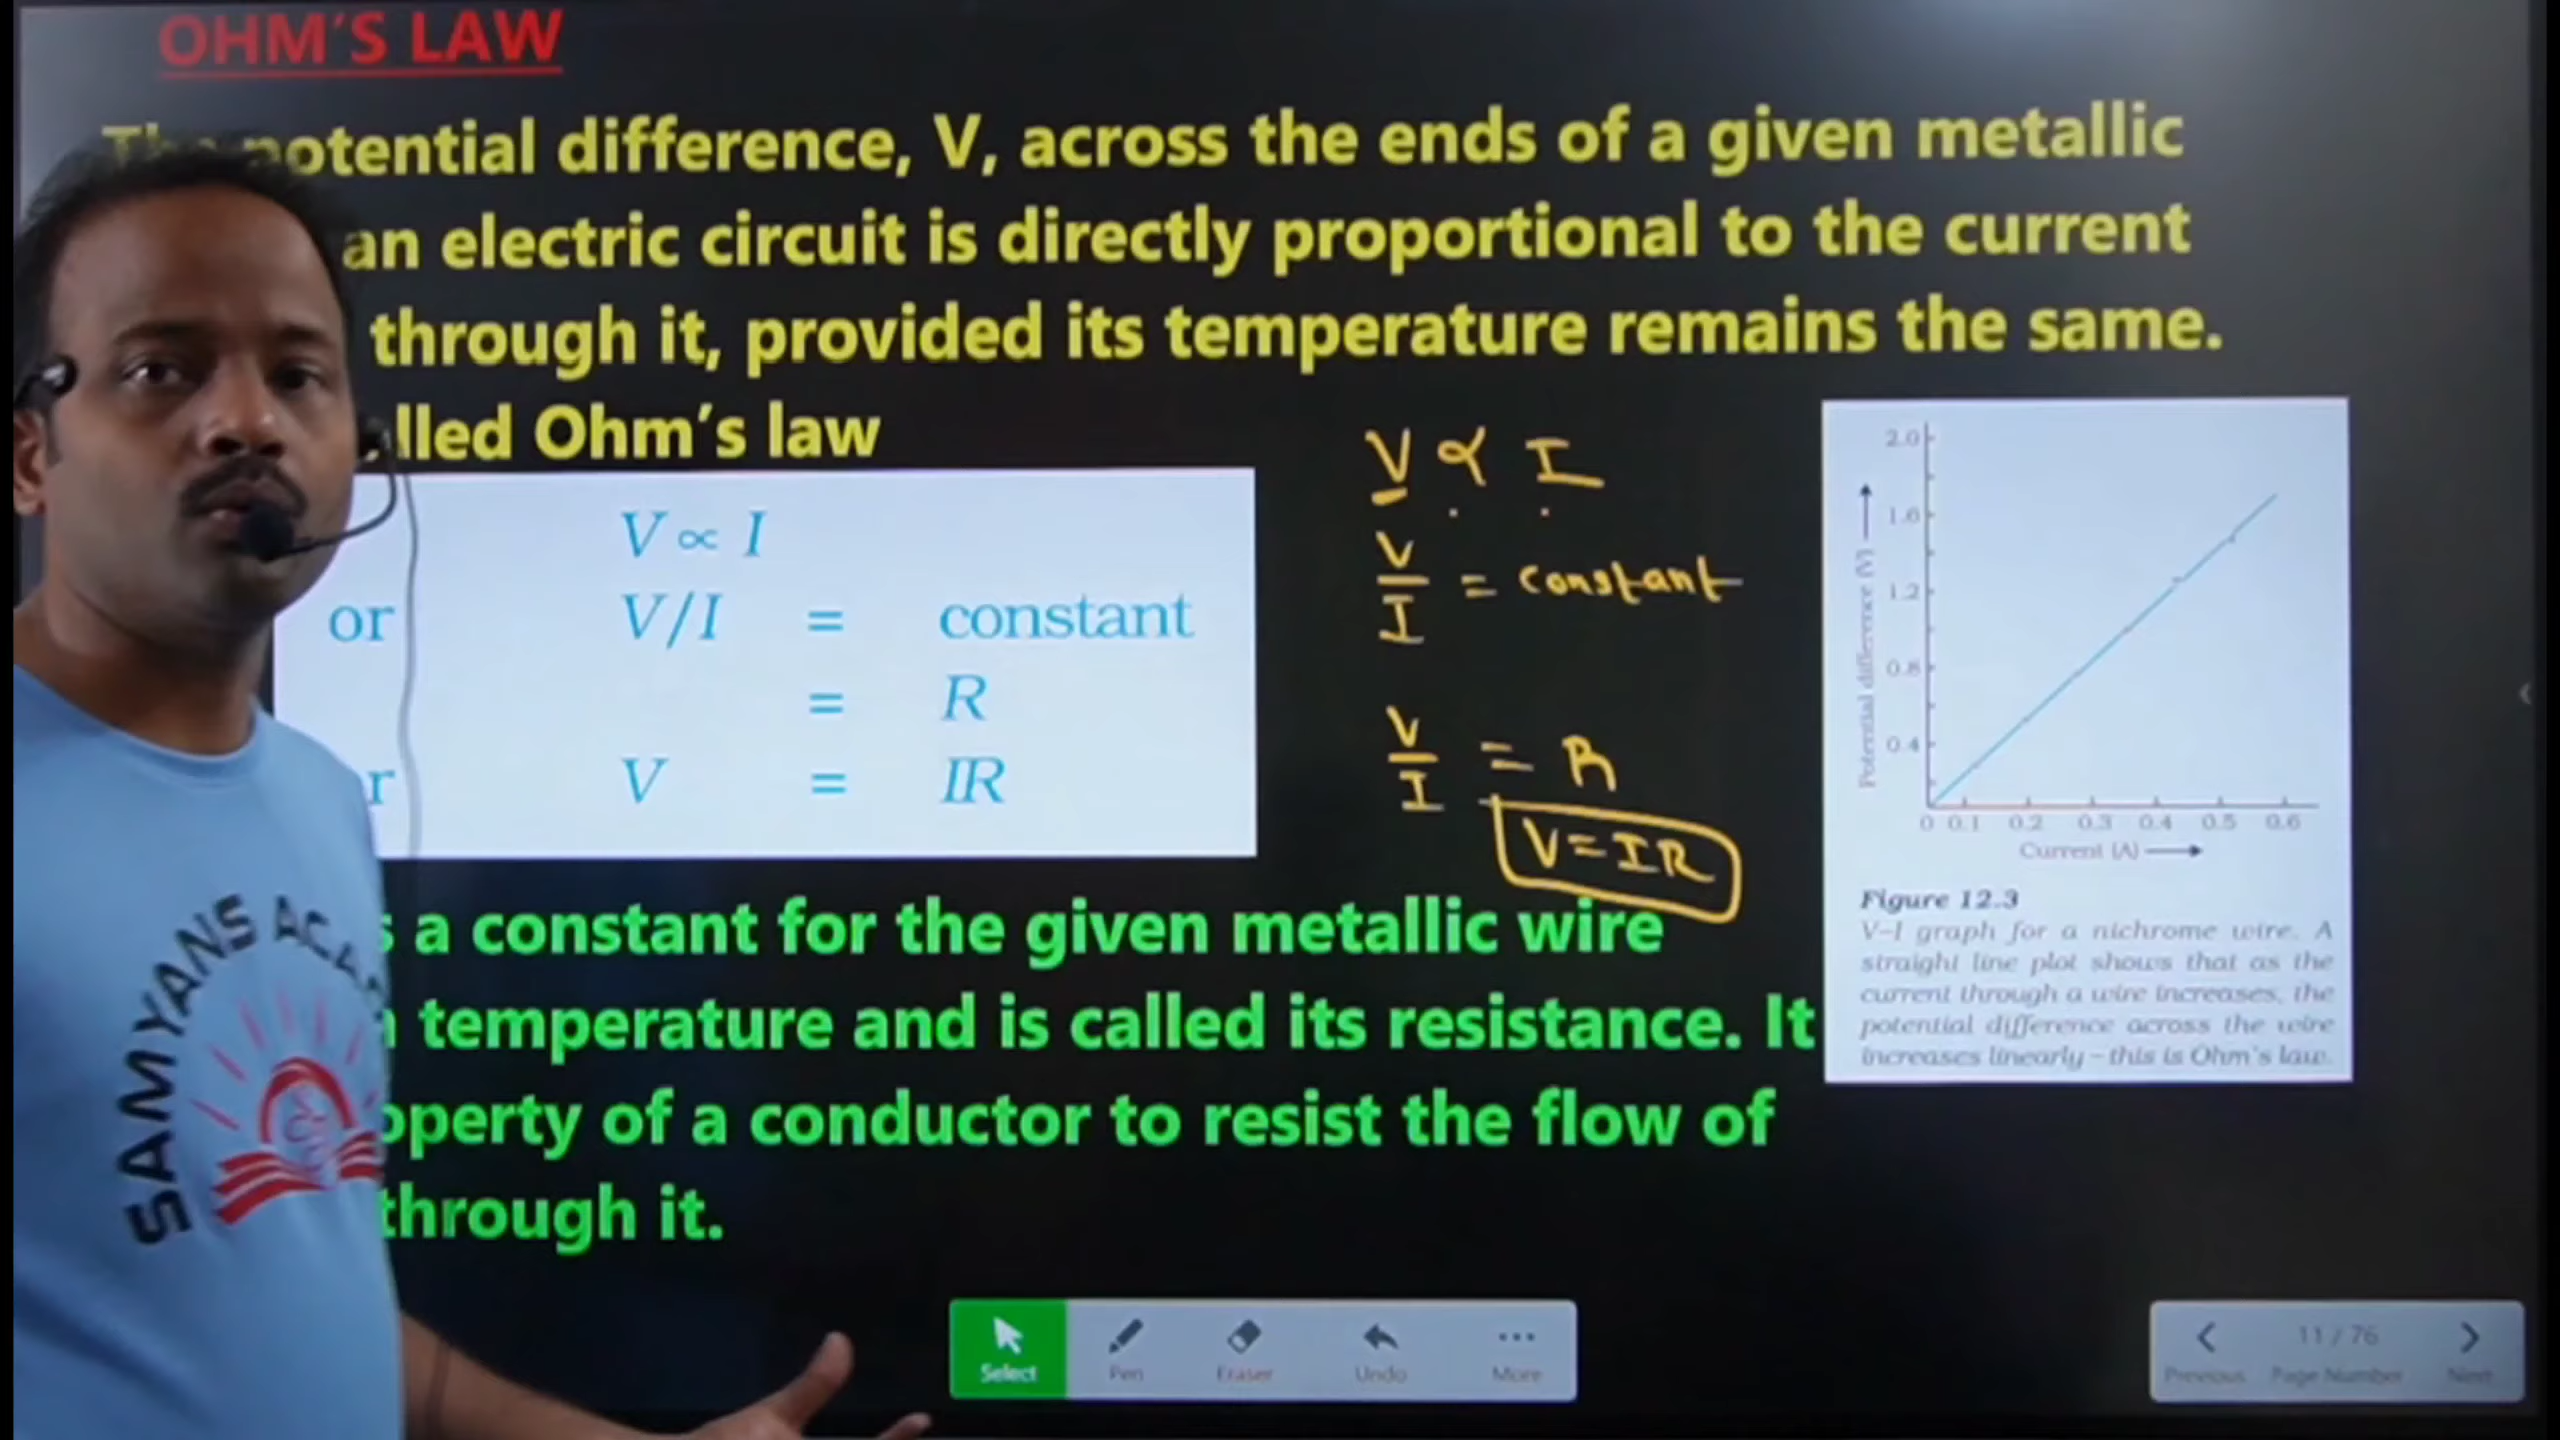 OHM'S LAW
The potential difference, V, across the ends of a given metallic
an electric circuit is directly proportional to the current
through it, provided its temperature remains the same.
lled Ohm's law
V ∝ I
or V/I = constant
= R
r V = IR
V ∝ I
V/I = constant
V/I = R
V = IR
2.0
1.6
1.2
0.8
0.4
Potential difference (V)
0 0.1 0.2 0.3 0.4 0.5 0.6
Current (A)
Figure 12.3
V–I graph for a nichrome wire. A
straight line plot shows that as the
current through a wire increases, the
potential difference across the wire
increases linearly – this is Ohm's law.
s a constant for the given metallic wire
temperature and is called its resistance. It
operty of a conductor to resist the flow of
through it.
SAMYANS ACA
Select Pen Eraser Undo More
11 / 76
Previous Page Number Next